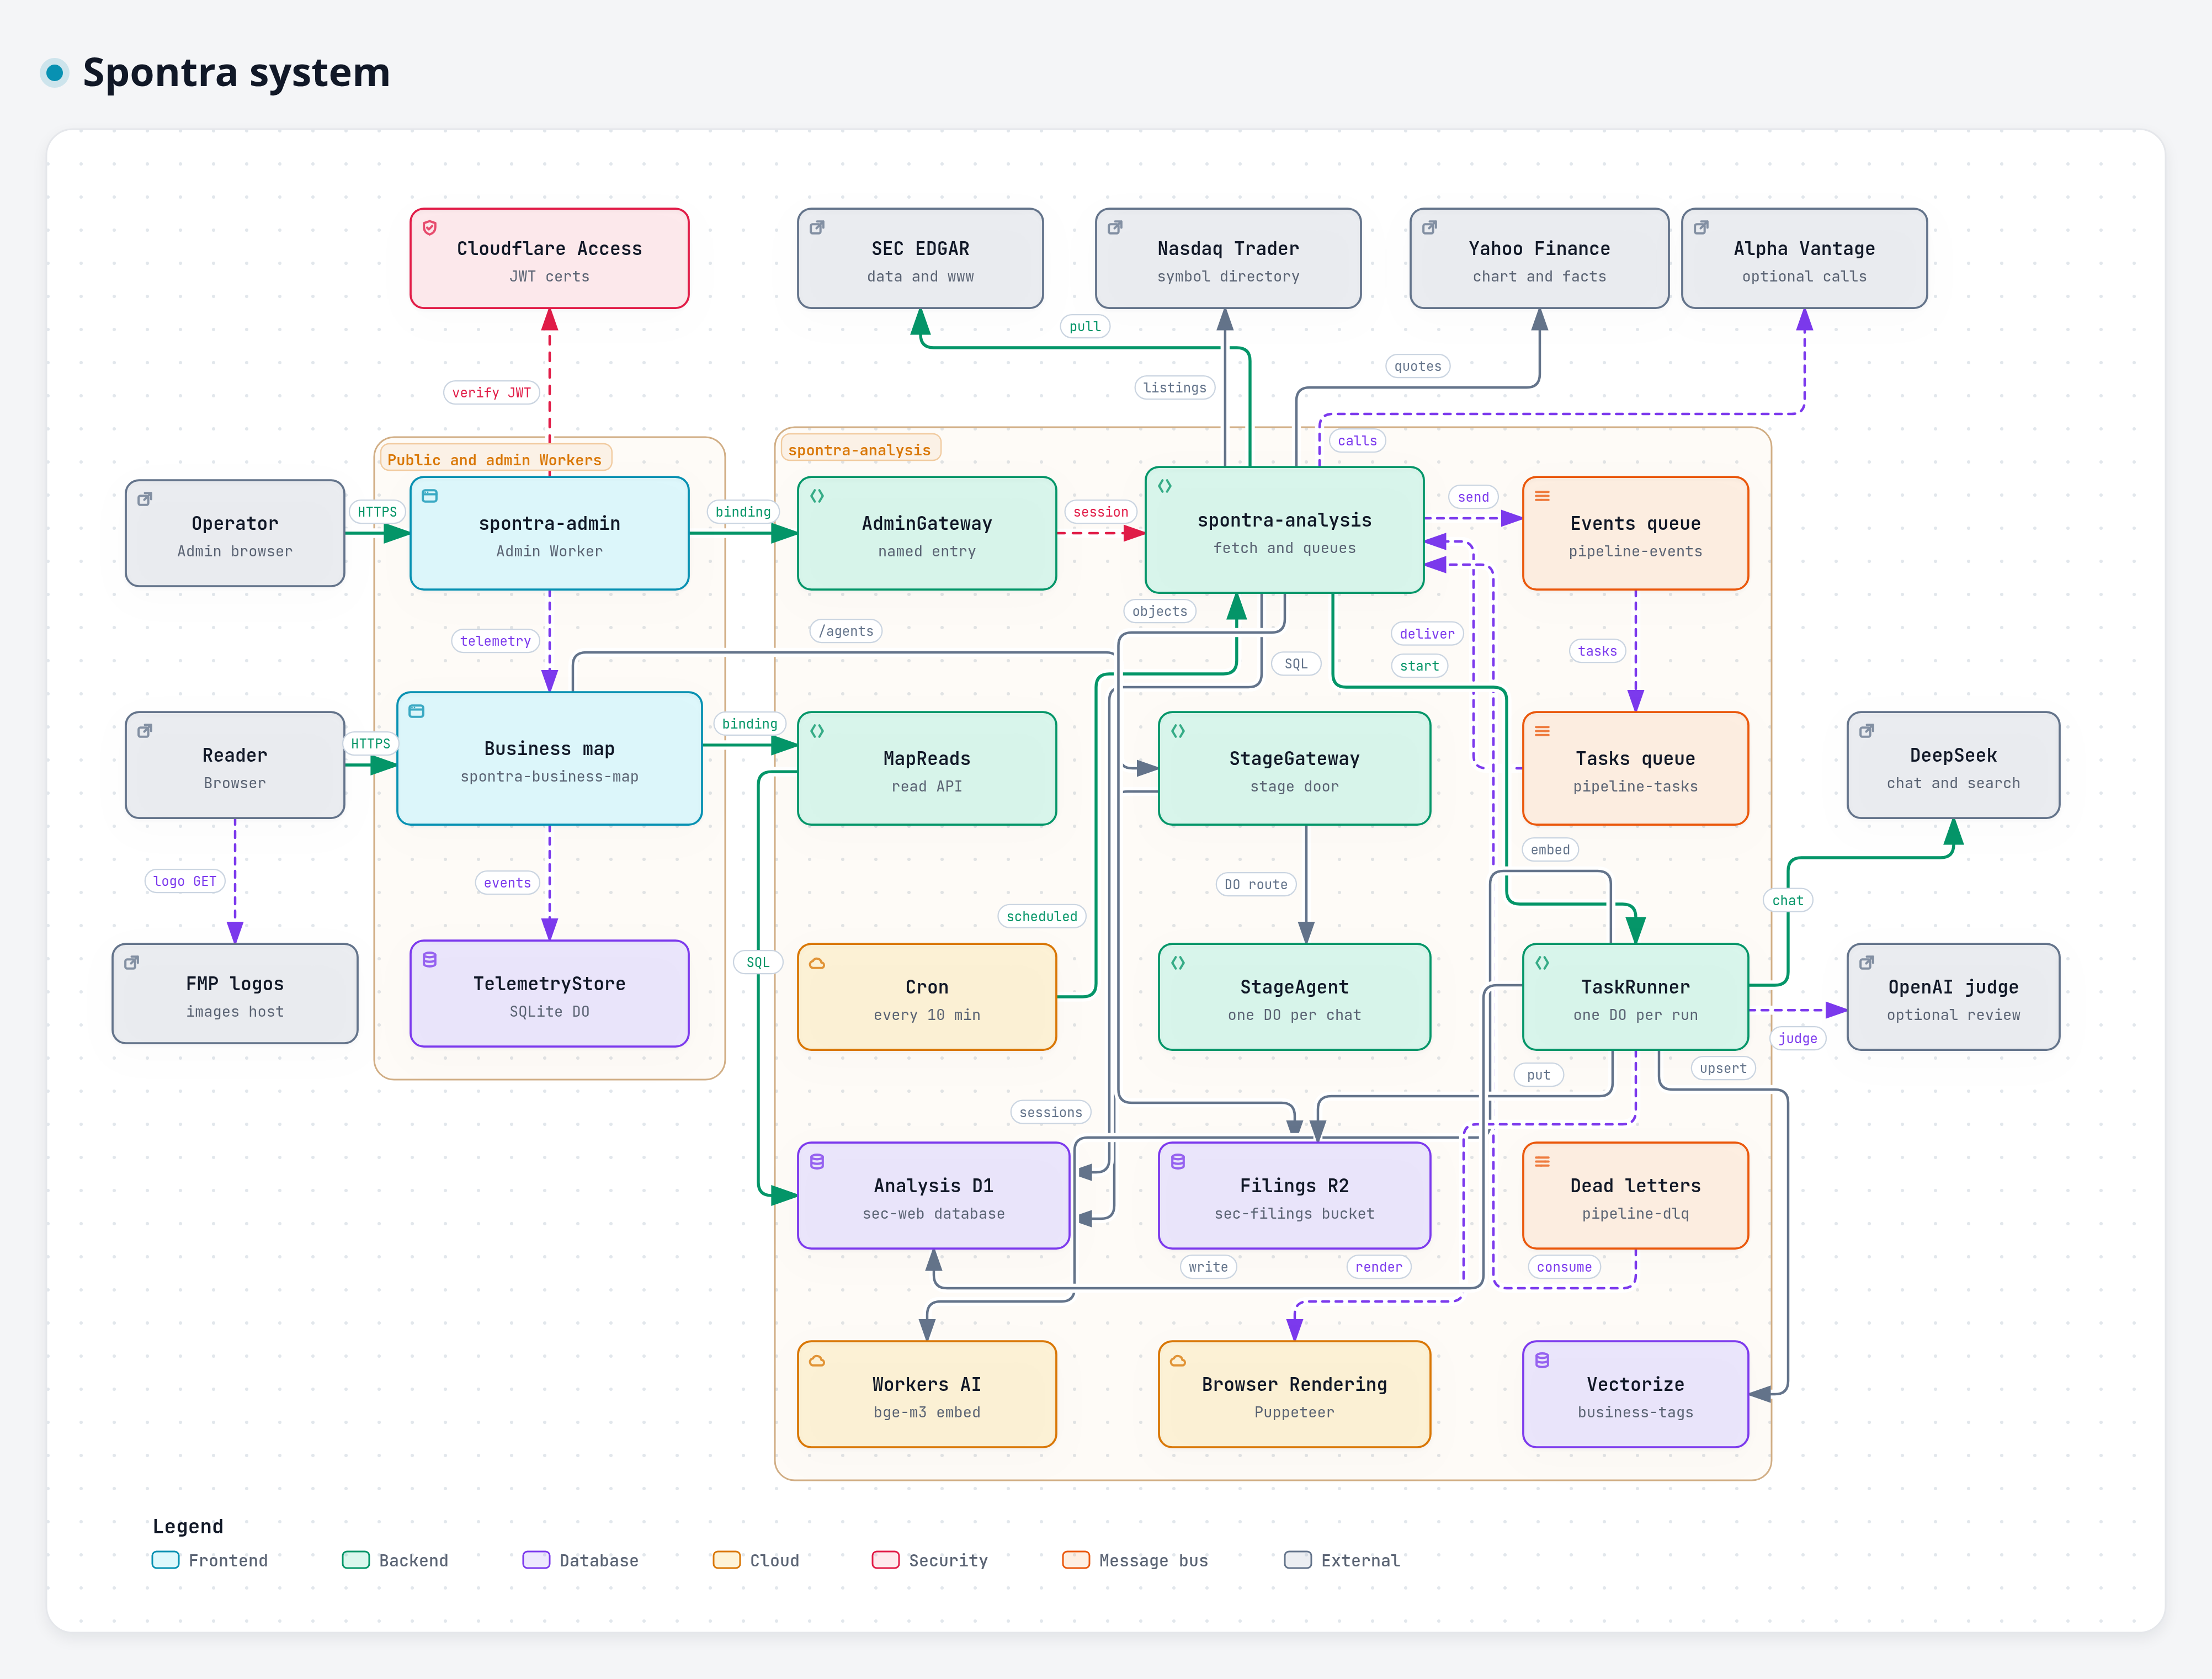 Spontra system
Cloudflare Access
JWT certs
SEC EDGAR
data and www
Nasdaq Trader
symbol directory
Yahoo Finance
chart and facts
Alpha Vantage
optional calls
pull
verify JWT
listings
quotes
calls
Public and admin Workers
spontra-analysis
Operator
Admin browser
HTTPS
spontra-admin
Admin Worker
binding
AdminGateway
named entry
session
spontra-analysis
fetch and queues
send
Events queue
pipeline-events
telemetry
/agents
objects
SQL
deliver
start
tasks
Reader
Browser
HTTPS
Business map
spontra-business-map
binding
MapReads
read API
StageGateway
stage door
Tasks queue
pipeline-tasks
DeepSeek
chat and search
logo GET
events
scheduled
DO route
embed
chat
FMP logos
images host
TelemetryStore
SQLite DO
SQL
Cron
every 10 min
StageAgent
one DO per chat
TaskRunner
one DO per run
OpenAI judge
optional review
judge
sessions
put
upsert
Analysis D1
sec-web database
Filings R2
sec-filings bucket
Dead letters
pipeline-dlq
write
render
consume
Workers AI
bge-m3 embed
Browser Rendering
Puppeteer
Vectorize
business-tags
Legend
Frontend
Backend
Database
Cloud
Security
Message bus
External